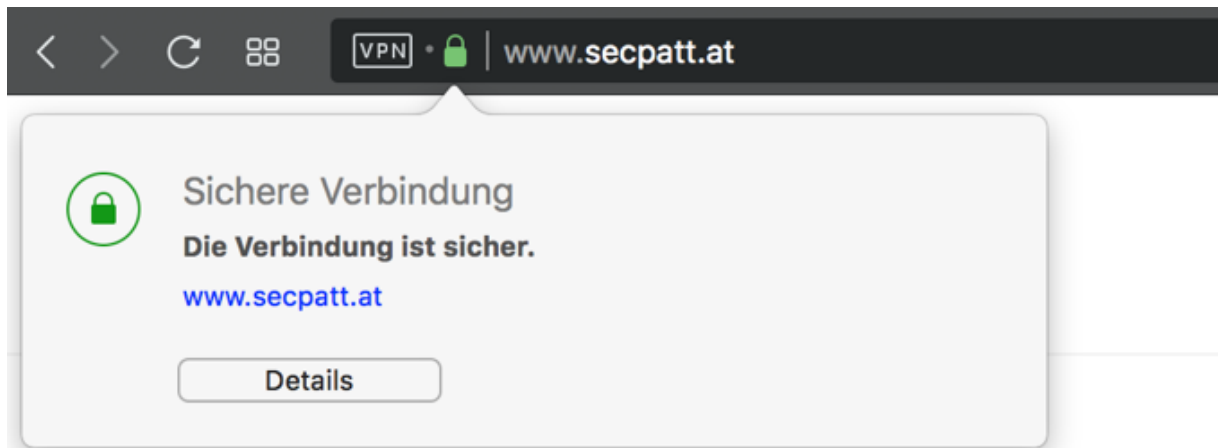 VPN www.secpatt.at
Sichere Verbindung
Die Verbindung ist sicher.
www.secpatt.at
Details